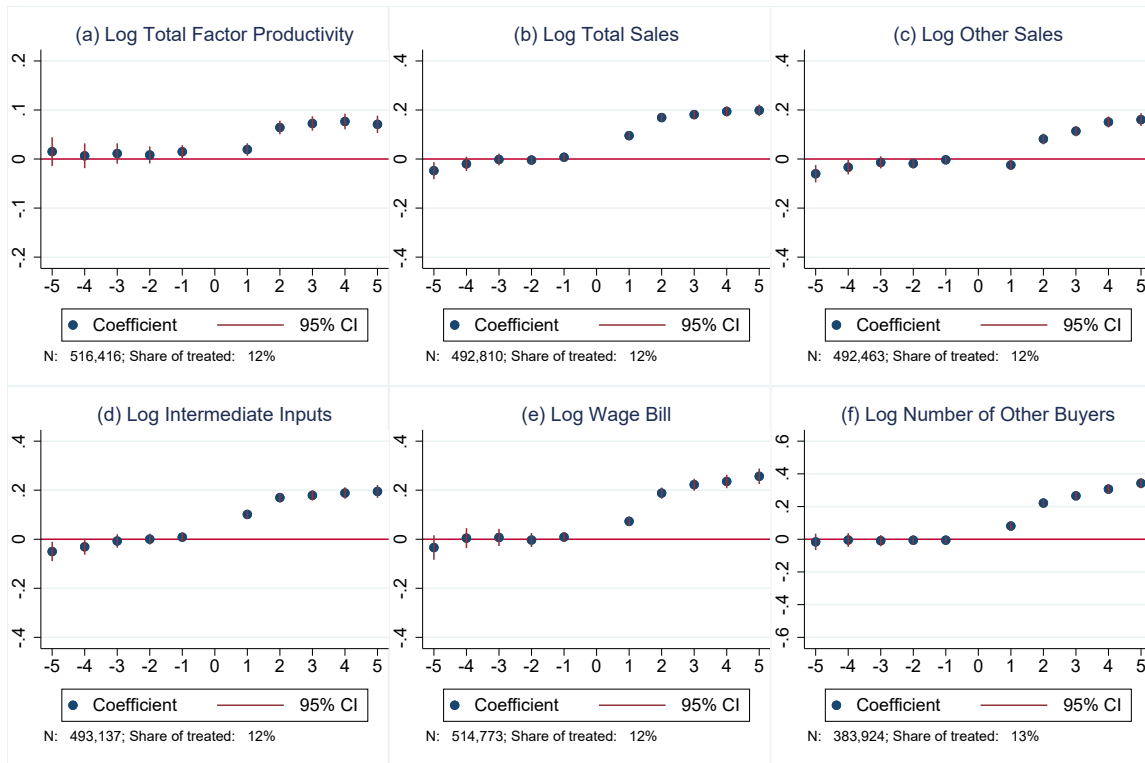 (a) Log Total Factor Productivity
.2
.1
0
-.1
-.2
-5 -4 -3 -2 -1 0 1 2 3 4 5
Coefficient 95% CI
N: 516,416; Share of treated: 12%
(b) Log Total Sales
.4
.2
0
-.2
-.4
-5 -4 -3 -2 -1 0 1 2 3 4 5
Coefficient 95% CI
N: 492,810; Share of treated: 12%
(c) Log Other Sales
.4
.2
0
-.2
-.4
-5 -4 -3 -2 -1 0 1 2 3 4 5
Coefficient 95% CI
N: 492,463; Share of treated: 12%
(d) Log Intermediate Inputs
.4
.2
0
-.2
-.4
-5 -4 -3 -2 -1 0 1 2 3 4 5
Coefficient 95% CI
N: 493,137; Share of treated: 12%
(e) Log Wage Bill
.4
.2
0
-.2
-.4
-5 -4 -3 -2 -1 0 1 2 3 4 5
Coefficient 95% CI
N: 514,773; Share of treated: 12%
(f) Log Number of Other Buyers
.6
.4
.2
0
-.2
-.4
-.6
-5 -4 -3 -2 -1 0 1 2 3 4 5
Coefficient 95% CI
N: 383,924; Share of treated: 13%